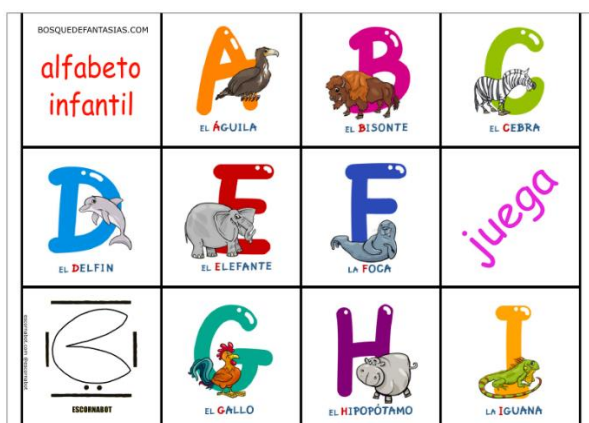 BOSQUEDEFANTASIAS.COM
alfabeto
infantil
A
EL ÁGUILA
B
EL BISONTE
C
EL CEBRA
D
EL DELFIN
E
EL ELEFANTE
F
LA FOCA
juega
ESCORNABOT
G
EL GALLO
H
EL HIPOPÓTAMO
I
LA IGUANA